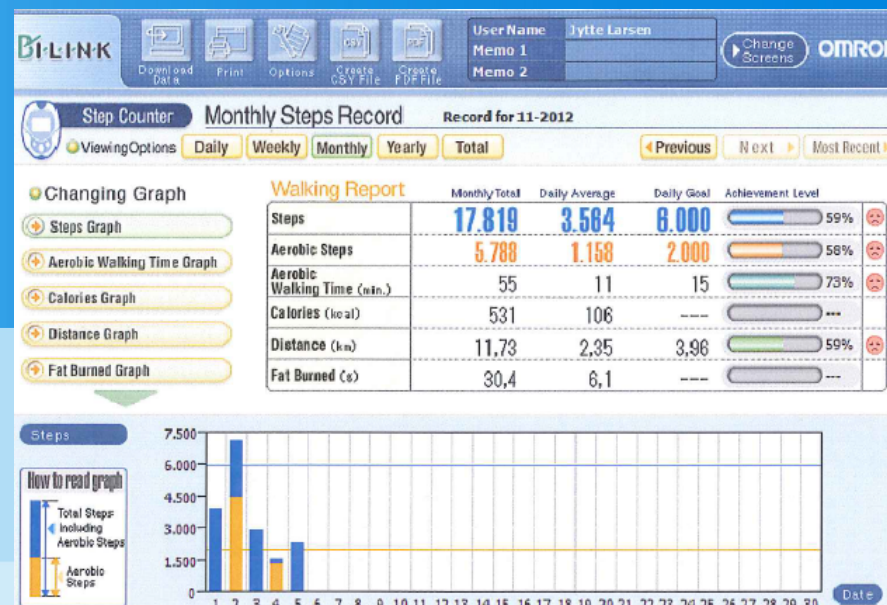 BI-LINK
Download Data
Print
Options
Create CSV File
Create PDF File
User Name Jytte Larsen
Memo 1
Memo 2
Change Screens
OMRON
Step Counter
Monthly Steps Record
Record for 11-2012
Viewing Options Daily Weekly Monthly Yearly Total
Previous Next Most Recent
Changing Graph
Steps Graph
Aerobic Walking Time Graph
Calories Graph
Distance Graph
Fat Burned Graph
Walking Report Monthly Total Daily Average Daily Goal Achievement Level
Steps 17.819 3.564 6.000 59%
Aerobic Steps 5.788 1.158 2.000 58%
Aerobic
Walking Time (min.) 55 11 15 73%
Calories (kcal) 531 106 --- ---
Distance (km) 11,73 2,35 3,96 59%
Fat Burned (g) 30,4 6,1 --- ---
Steps
How to read graph
Total Steps
including
Aerobic Steps
Aerobic
Steps
7.500
6.000
4.500
3.000
1.500
0
1 2 3 4 5 6 7 8 9 10 11 12 13 14 15 16 17 18 19 20 21 22 23 24 25 26 27 28 29 30
Date